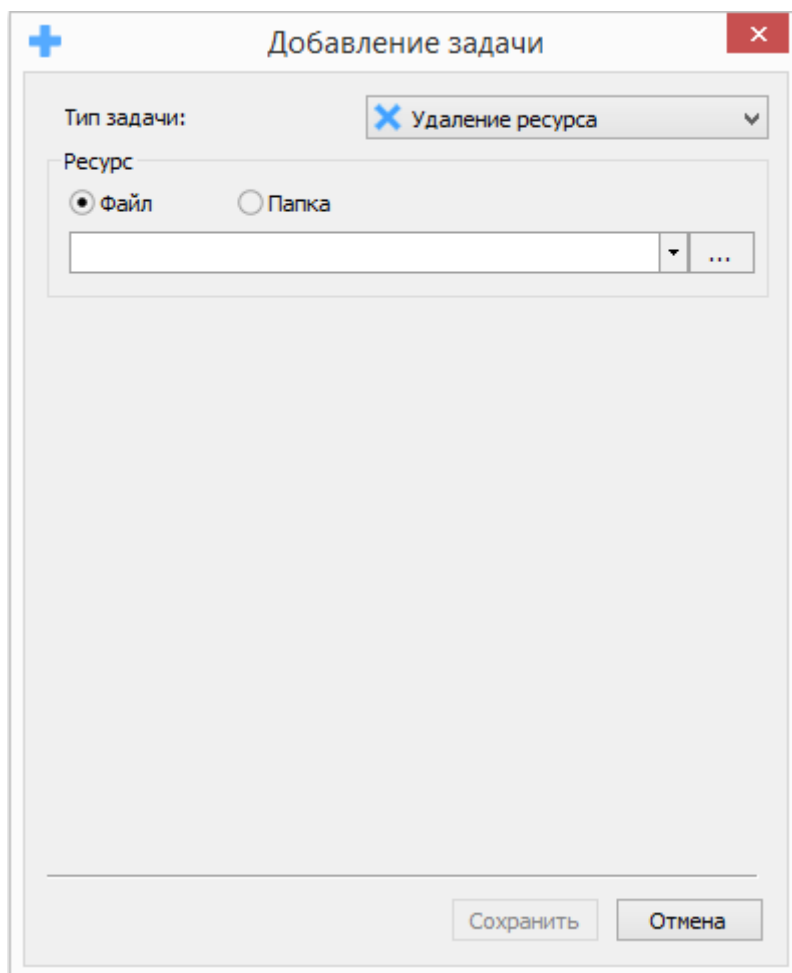 Добавление задачи
Тип задачи: Удаление ресурса
Ресурс
Файл Папка
...
Сохранить Отмена